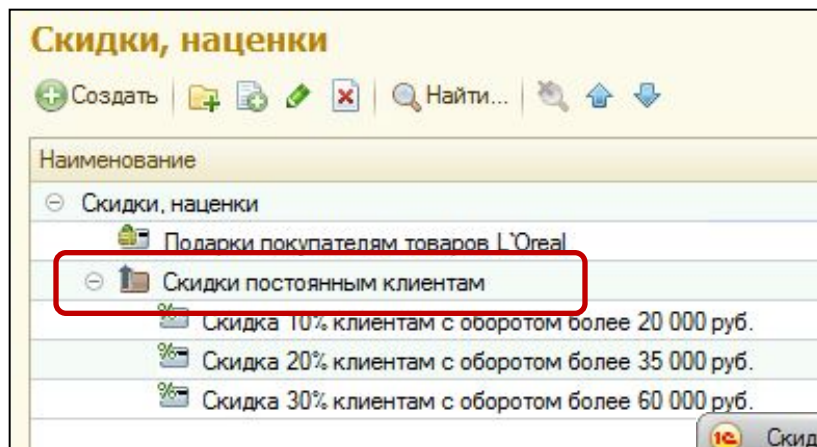 Скидки, наценки
Создать Найти...
Наименование
Скидки, наценки
Подарки покупателям товаров L`Oreal
Скидки постоянным клиентам
Скидка 10% клиентам с оборотом более 20 000 руб.
Скидка 20% клиентам с оборотом более 35 000 руб.
Скидка 30% клиентам с оборотом более 60 000 руб.
1С Скид